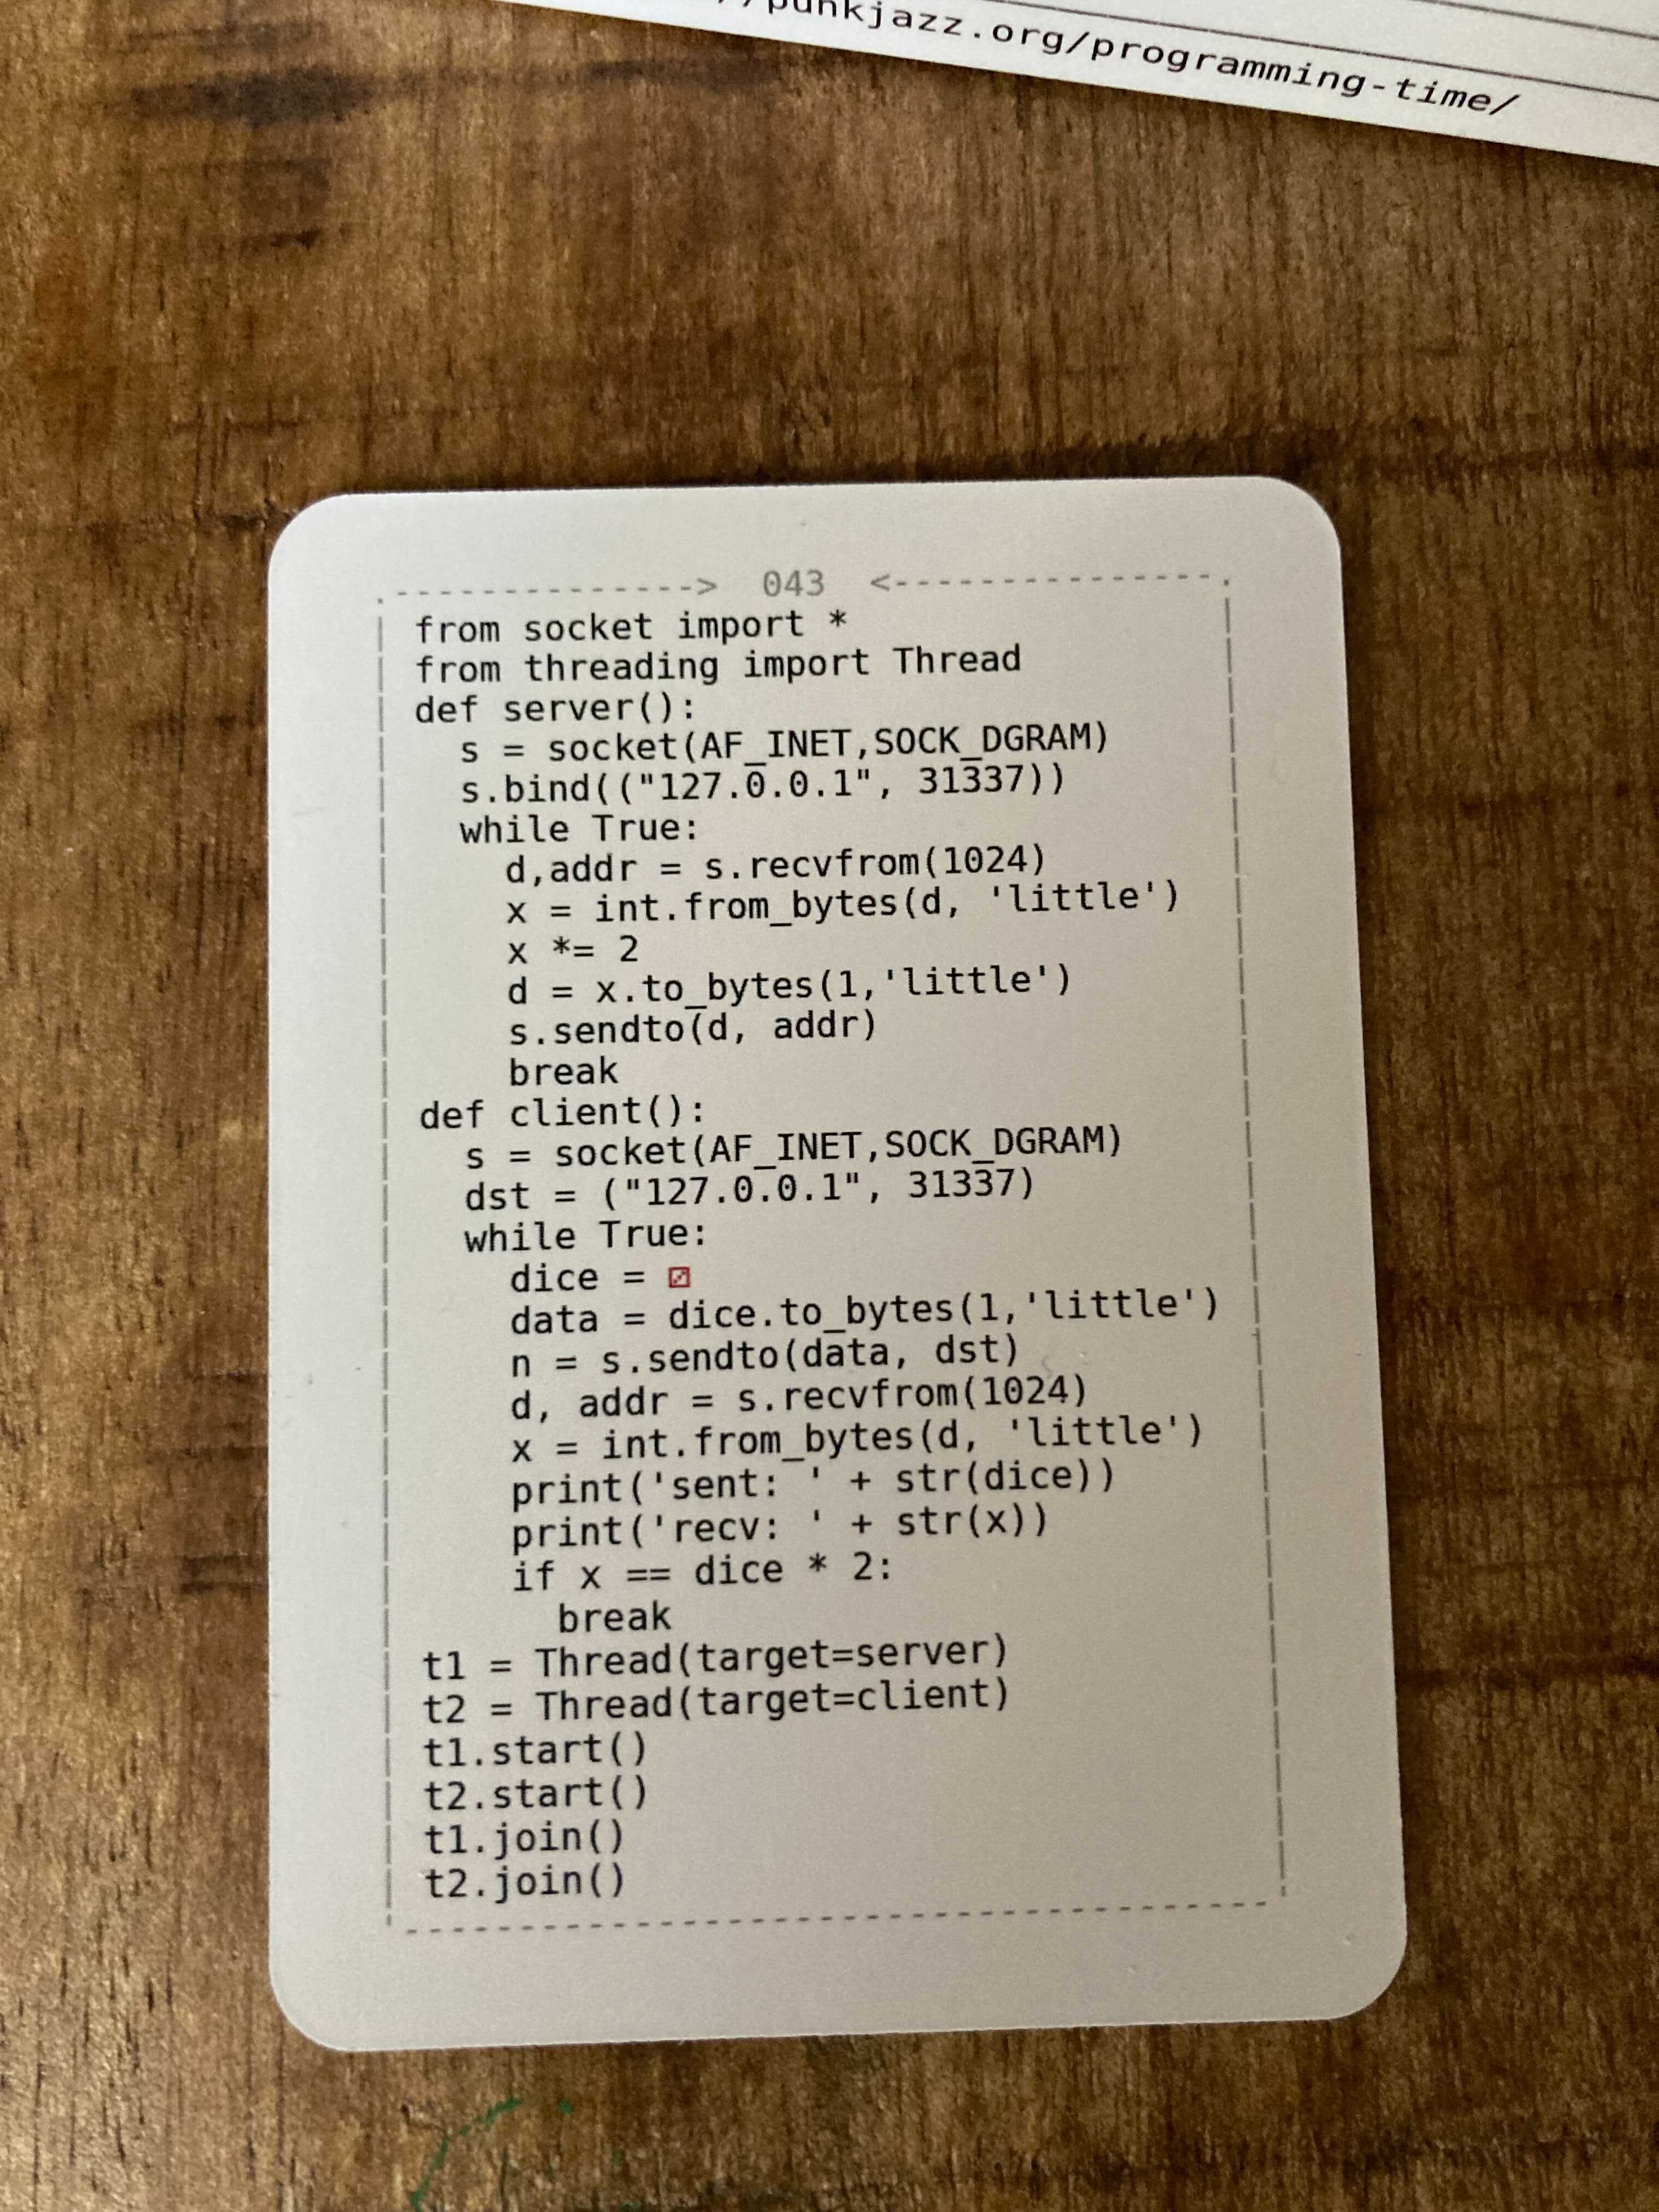 punkjazz.org/programming-time/
043
from socket import *
from threading import Thread
def server():
  s = socket(AF_INET,SOCK_DGRAM)
  s.bind(("127.0.0.1", 31337))
  while True:
    d,addr = s.recvfrom(1024)
    x = int.from_bytes(d, 'little')
    x *= 2
    d = x.to_bytes(1,'little')
    s.sendto(d, addr)
    break
def client():
  s = socket(AF_INET,SOCK_DGRAM)
  dst = ("127.0.0.1", 31337)
  while True:
    dice = ⚂
    data = dice.to_bytes(1,'little')
    n = s.sendto(data, dst)
    d, addr = s.recvfrom(1024)
    x = int.from_bytes(d, 'little')
    print('sent: ' + str(dice))
    print('recv: ' + str(x))
    if x == dice * 2:
      break
t1 = Thread(target=server)
t2 = Thread(target=client)
t1.start()
t2.start()
t1.join()
t2.join()